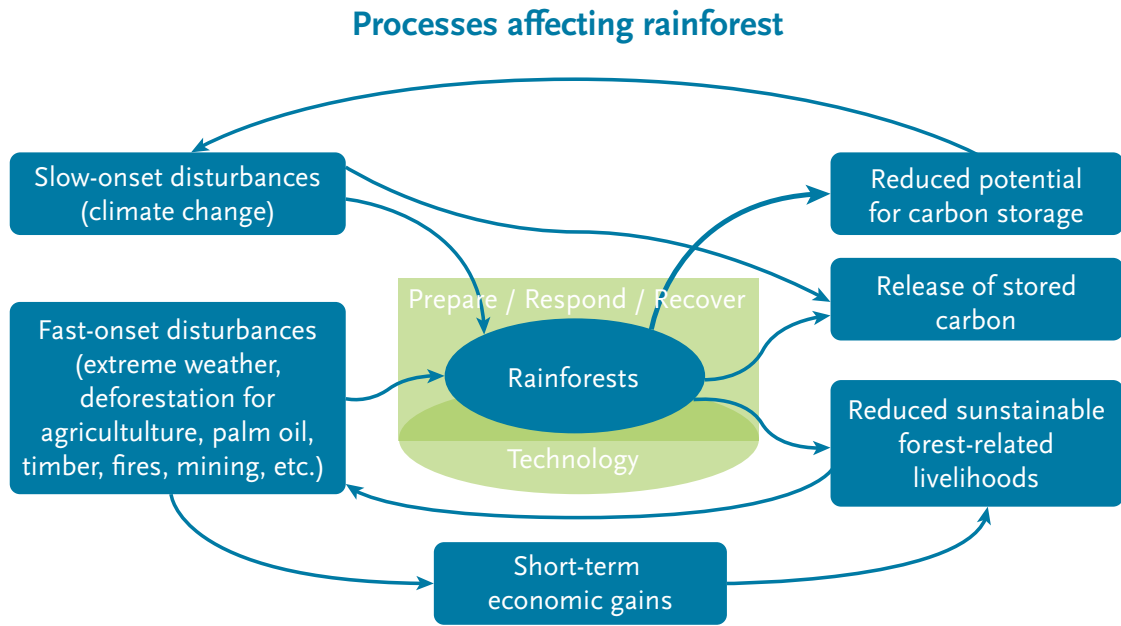 Processes affecting rainforest
Slow-onset disturbances
(climate change)
Reduced potential
for carbon storage
Release of stored
carbon
Prepare / Respond / Recover
Fast-onset disturbances
(extreme weather,
deforestation for
agricultulture, palm oil,
timber, fires, mining, etc.)
Rainforests
Technology
Reduced sunstainable
forest-related
livelihoods
Short-term
economic gains